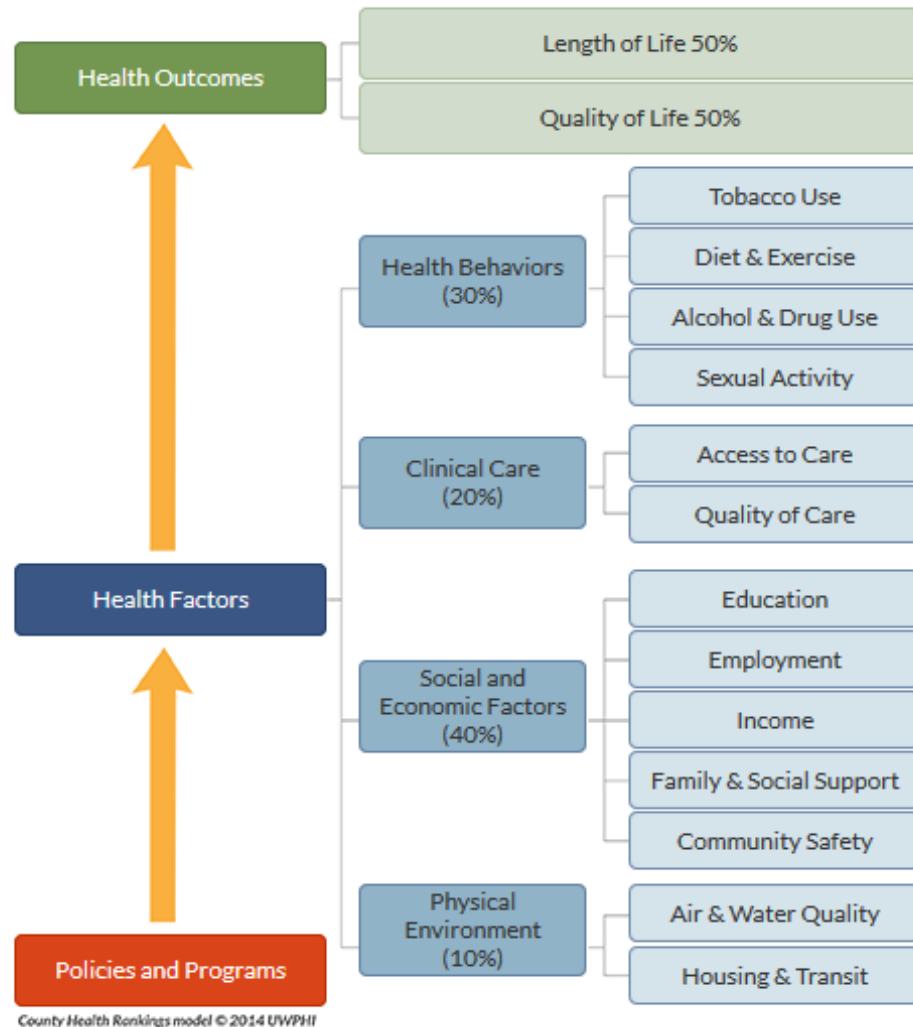 Health Outcomes
Length of Life 50%
Quality of Life 50%
Health Factors
Health Behaviors
(30%)
Tobacco Use
Diet & Exercise
Alcohol & Drug Use
Sexual Activity
Clinical Care
(20%)
Access to Care
Quality of Care
Social and
Economic Factors
(40%)
Education
Employment
Income
Family & Social Support
Community Safety
Physical
Environment
(10%)
Air & Water Quality
Housing & Transit
Policies and Programs
County Health Rankings model © 2014 UWPHI